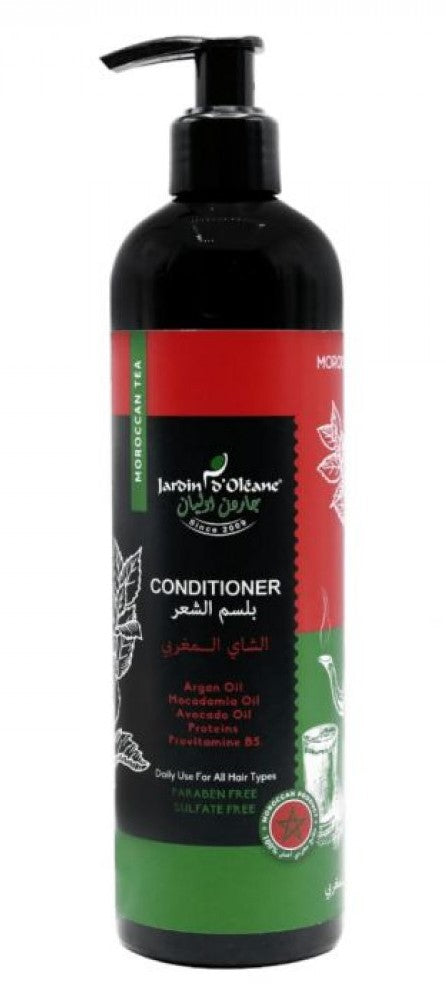 MOROCCAN TEA
Jardin d'Oléane
جاردن اوليان
Since 2009
CONDITIONER
بلسم الشعر
الشاي المغربي
Argan Oil
Macadamia Oil
Avocado Oil
Proteins
Provitamine B5
Daily Use For All Hair Types
PARABEN FREE
SULFATE FREE